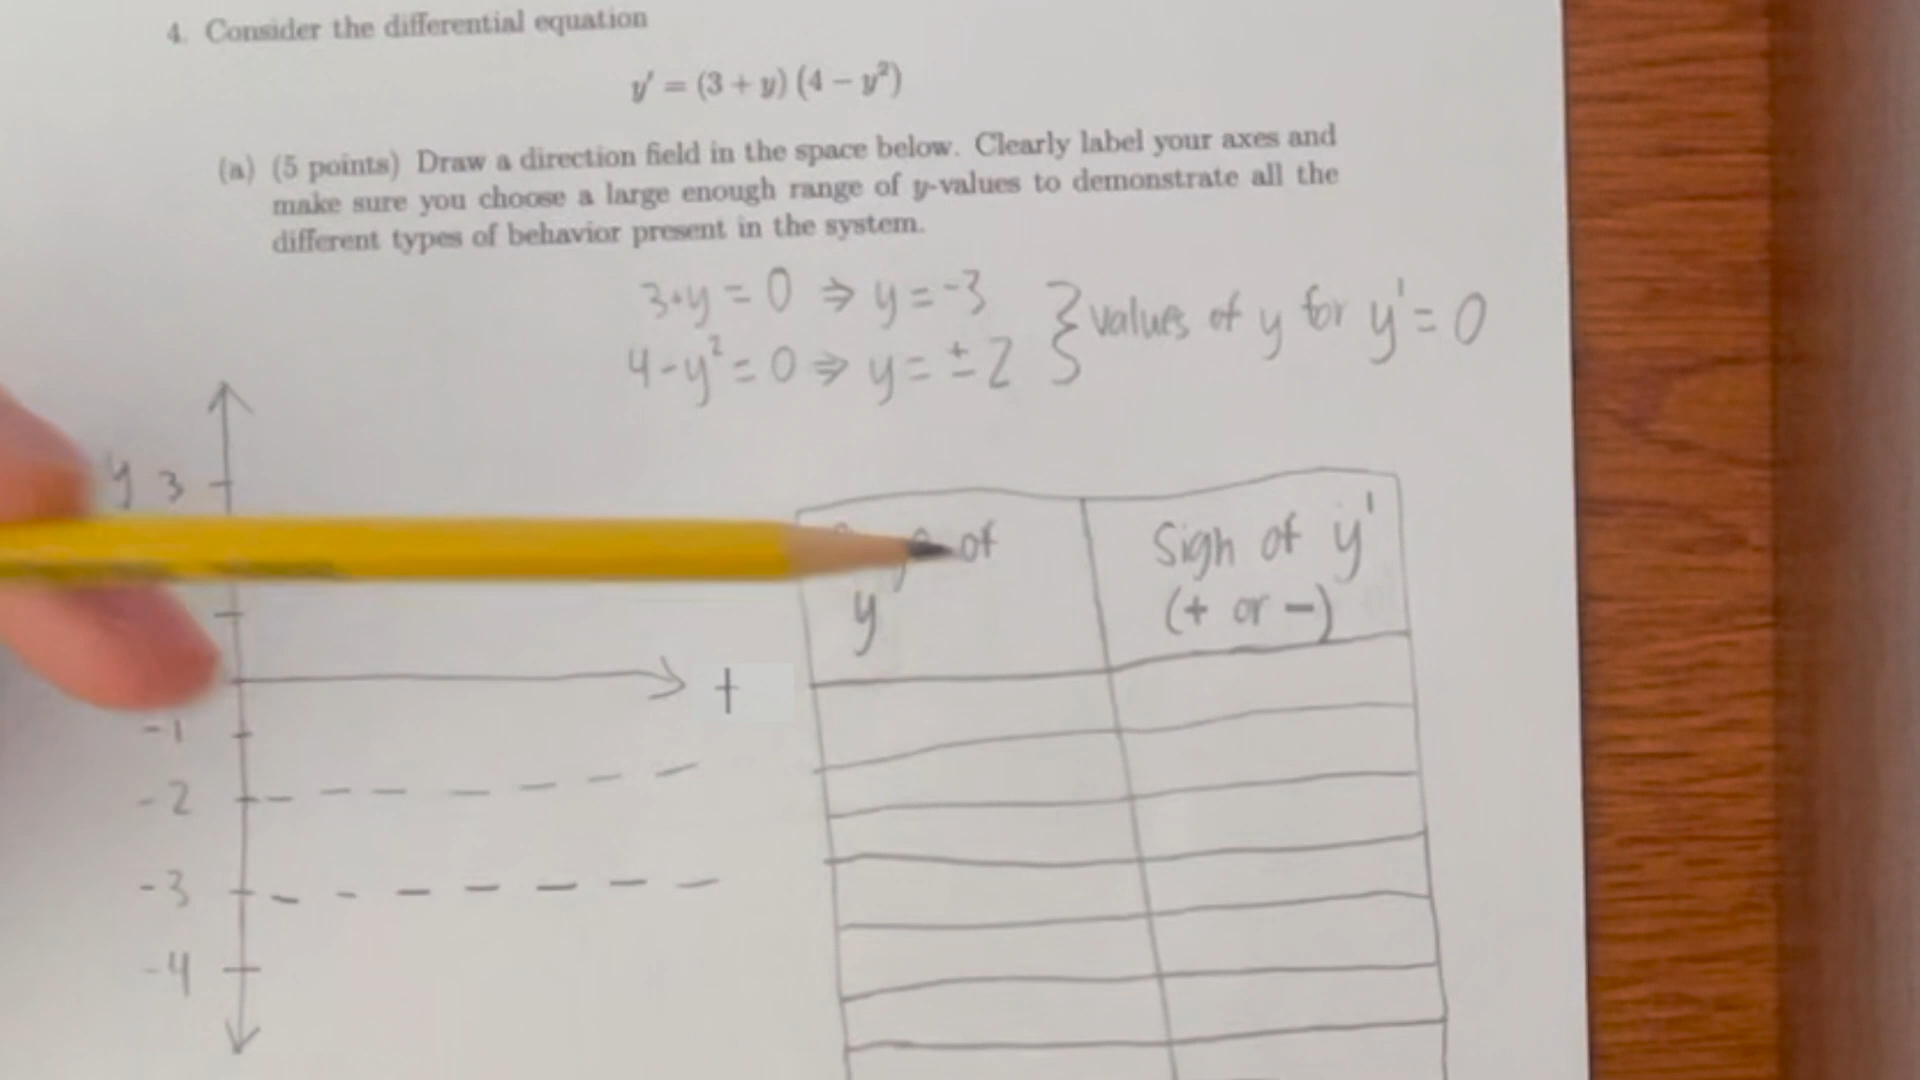 4. Consider the differential equation
y' = (3 + y) (4 − y²)
(a) (5 points) Draw a direction field in the space below. Clearly label your axes and
make sure you choose a large enough range of y-values to demonstrate all the
different types of behavior present in the system.
3+y = 0 ⇒ y = -3
4-y² = 0 ⇒ y = ± 2
} values of y for y' = 0
y 3
-1
-2
-3
-4
t
of
y
Sign of y'
(+ or −)